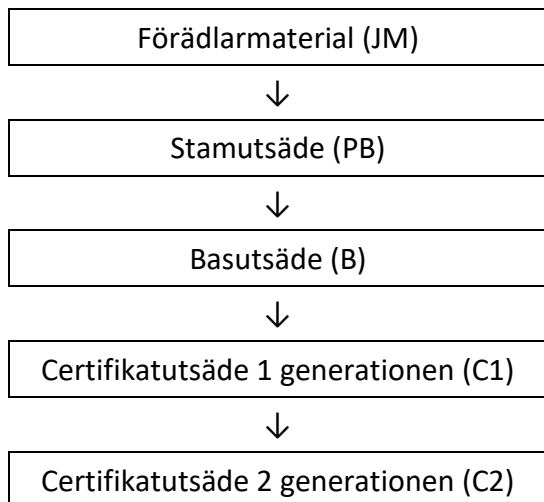 Förädlarmaterial (JM)
↓
Stamutsäde (PB)
↓
Basutsäde (B)
↓
Certifikatutsäde 1 generationen (C1)
↓
Certifikatutsäde 2 generationen (C2)